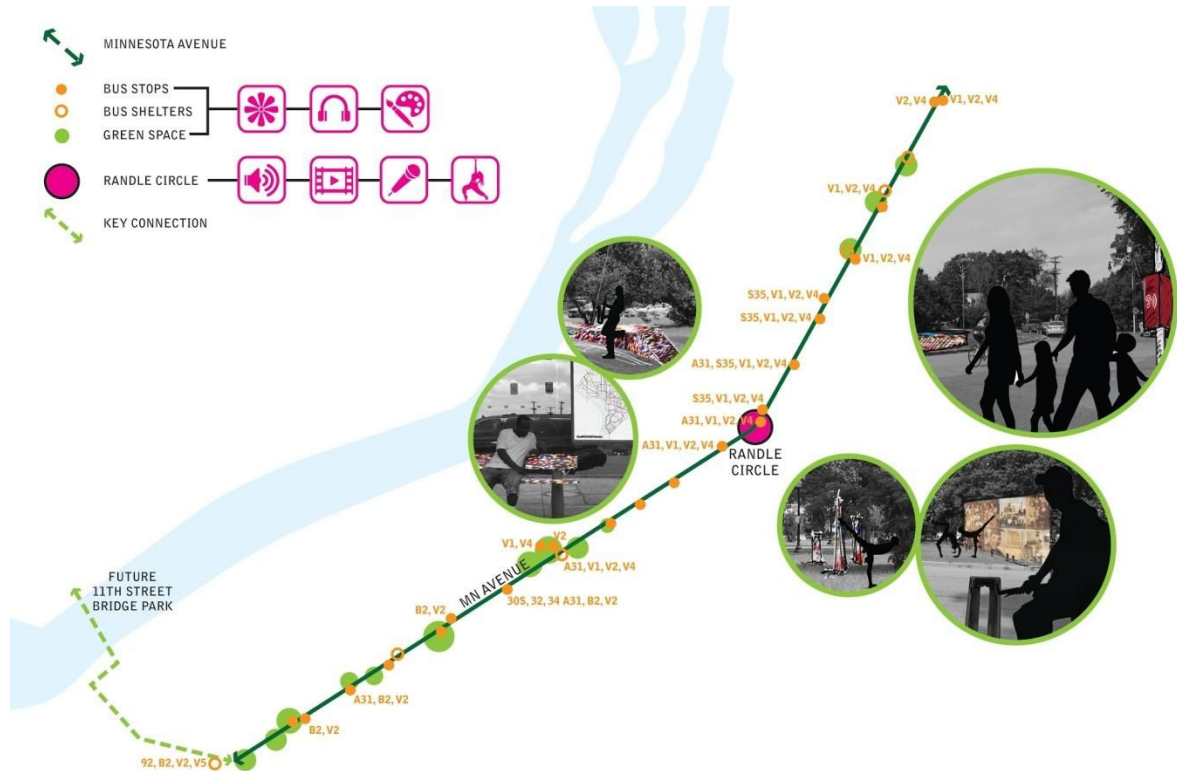 MINNESOTA AVENUE
BUS STOPS
BUS SHELTERS
GREEN SPACE
RANDLE CIRCLE
KEY CONNECTION
V2, V4
V1, V2, V4
V1, V2, V4
V1, V2, V4
S35, V1, V2, V4
S35, V1, V2, V4
A31, S35, V1, V2, V4
S35, V1, V2, V4
A31, V1, V2, V4
A31, V1, V2, V4
RANDLE
CIRCLE
V1, V4
V2
A31, V1, V2, V4
MN AVENUE
30S, 32, 34 A31, B2, V2
B2, V2
A31, B2, V2
B2, V2
FUTURE
11TH STREET
BRIDGE PARK
92, B2, V2, V5